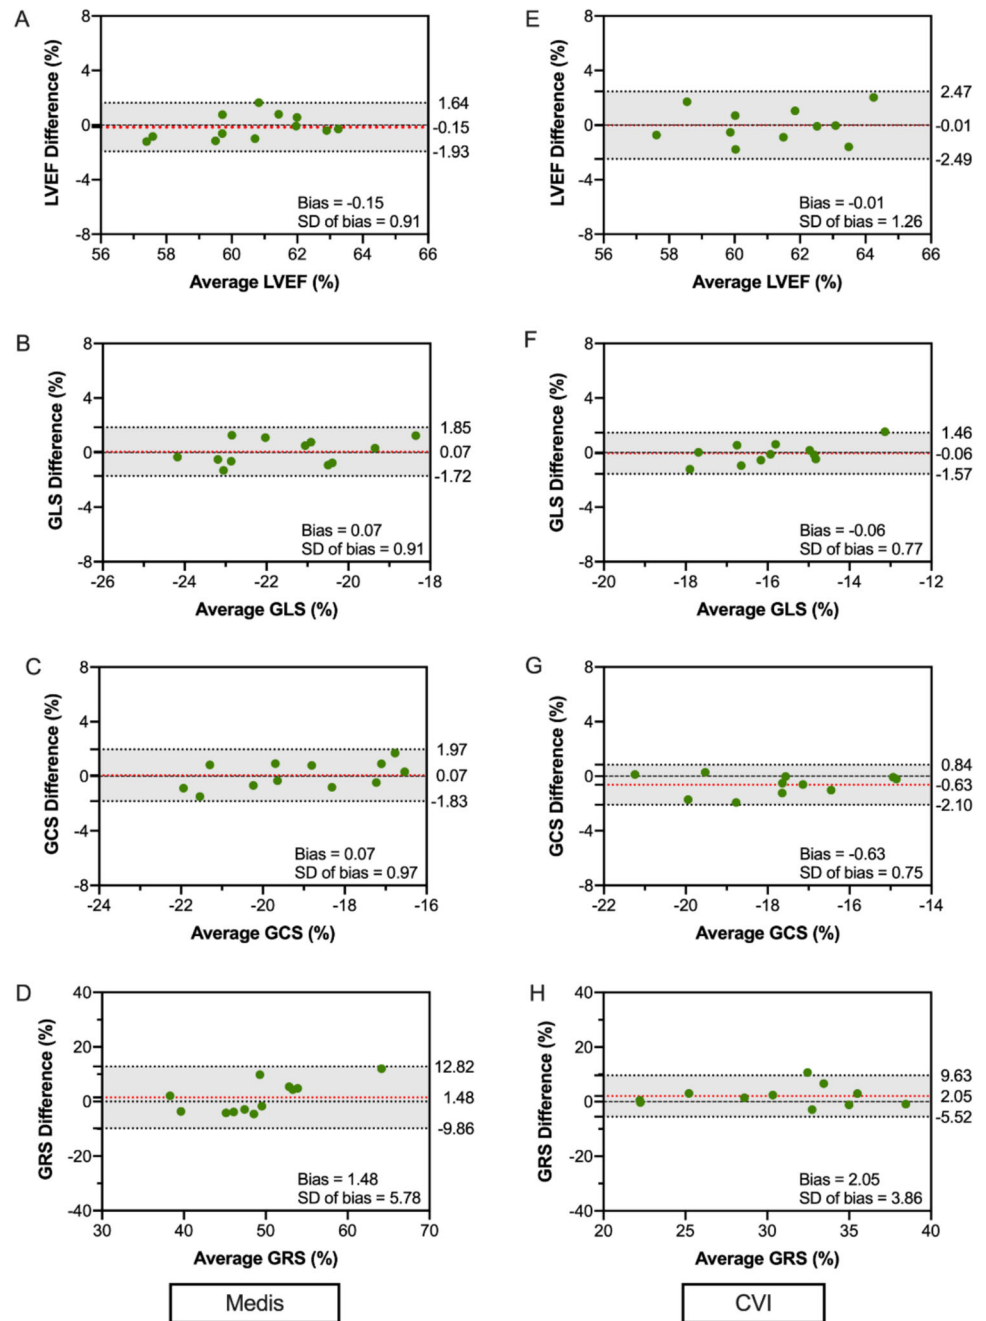 A
LVEF Difference (%)
8
4
0
-4
-8
1.64
-0.15
-1.93
Bias = -0.15
SD of bias = 0.91
56 58 60 62 64 66
Average LVEF (%)
E
LVEF Difference (%)
8
4
0
-4
-8
2.47
-0.01
-2.49
Bias = -0.01
SD of bias = 1.26
56 58 60 62 64 66
Average LVEF (%)
B
GLS Difference (%)
8
4
0
-4
-8
1.85
0.07
-1.72
Bias = 0.07
SD of bias = 0.91
-26 -24 -22 -20 -18
Average GLS (%)
F
GLS Difference (%)
8
4
0
-4
-8
1.46
-0.06
-1.57
Bias = -0.06
SD of bias = 0.77
-20 -18 -16 -14 -12
Average GLS (%)
C
GCS Difference (%)
8
4
0
-4
-8
1.97
0.07
-1.83
Bias = 0.07
SD of bias = 0.97
-24 -22 -20 -18 -16
Average GCS (%)
G
GCS Difference (%)
8
4
0
-4
-8
0.84
-0.63
-2.10
Bias = -0.63
SD of bias = 0.75
-22 -20 -18 -16 -14
Average GCS (%)
D
GRS Difference (%)
40
20
0
-20
-40
12.82
1.48
-9.86
Bias = 1.48
SD of bias = 5.78
30 40 50 60 70
Average GRS (%)
H
GRS Difference (%)
40
20
0
-20
-40
9.63
2.05
-5.52
Bias = 2.05
SD of bias = 3.86
20 25 30 35 40
Average GRS (%)
Medis
CVI